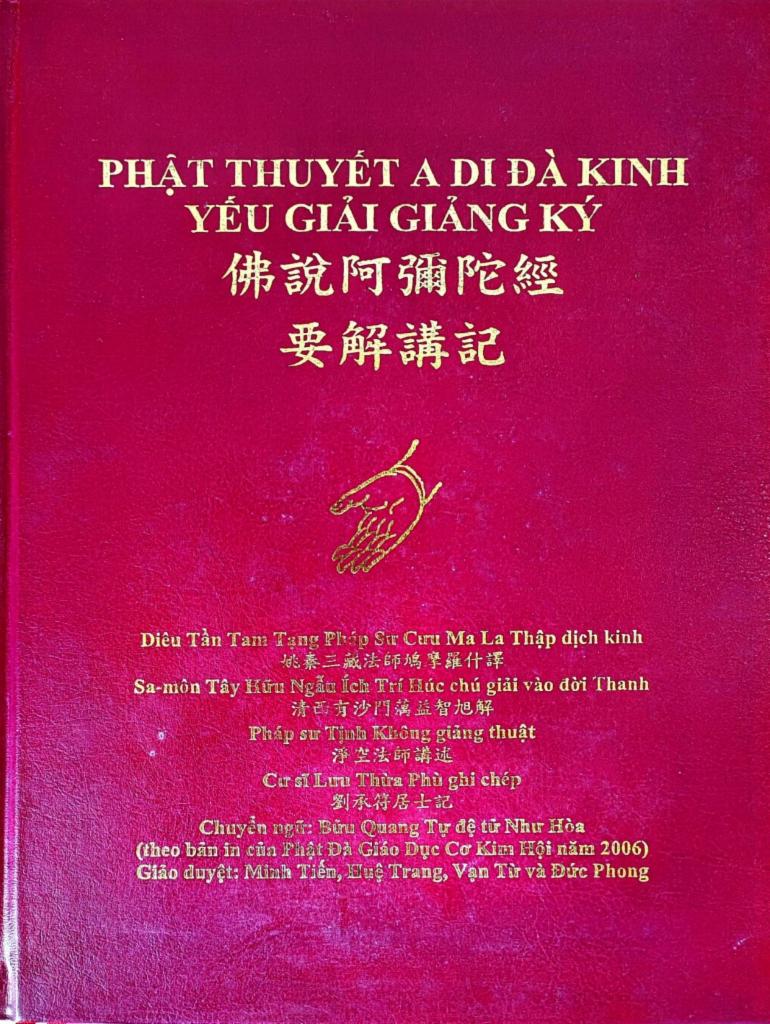 PHẬT THUYẾT A DI ĐÀ KINH
YẾU GIẢI GIẢNG KÝ
佛說阿彌陀經
要解講記
Diêu Tần Tam Tạng Pháp Sư Cưu Ma La Thập dịch kinh
姚秦三藏法師鳩摩羅什譯
Sa-môn Tây Hữu Ngẫu Ích Trí Húc chú giải vào đời Thanh
清西有沙門蕅益智旭解
Pháp sư Tịnh Không giảng thuật
淨空法師講述
Cư sĩ Lưu Thừa Phù ghi chép
劉承符居士記
Chuyển ngữ: Bửu Quang Tự đệ tử Như Hòa
(theo bản in của Phật Đà Giáo Dục Cơ Kim Hội năm 2006)
Giảo duyệt: Minh Tiến, Huệ Trang, Vạn Từ và Đức Phong